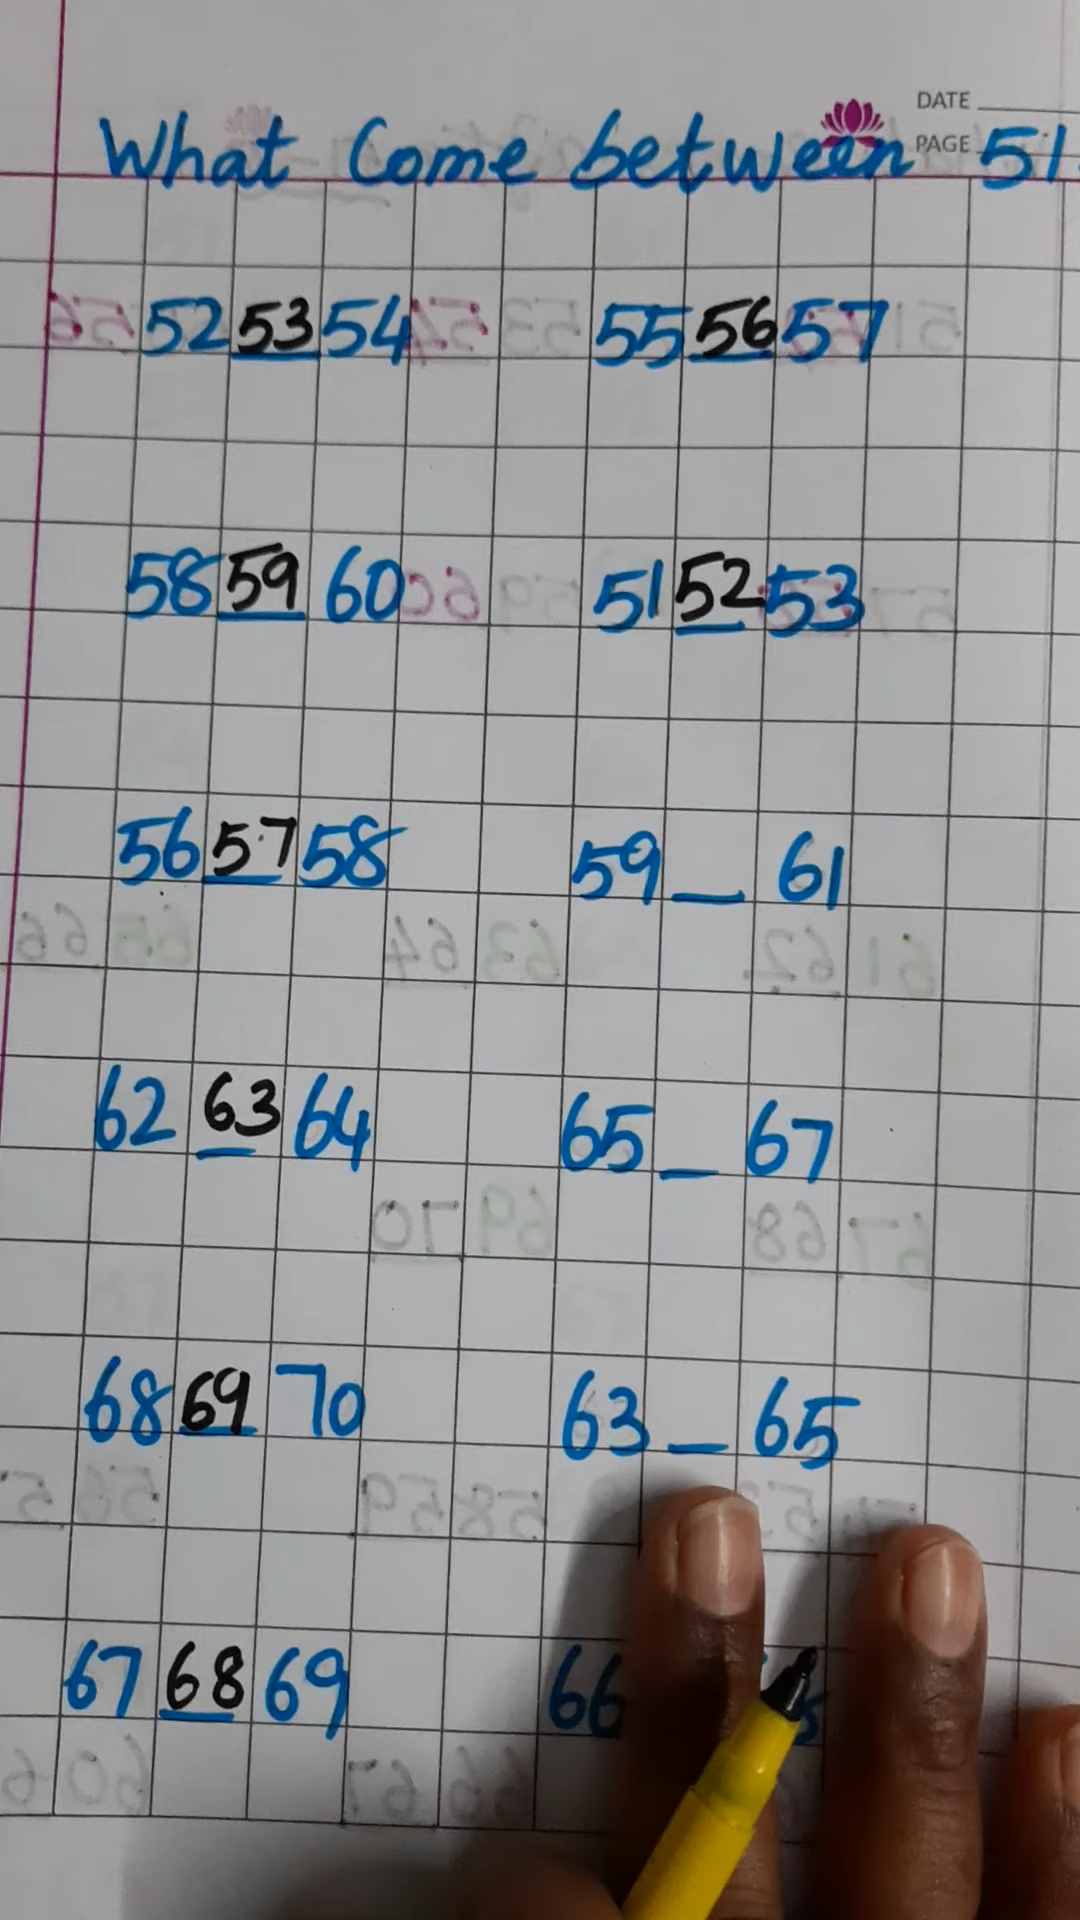 DATE
PAGE
What Come between 51
52 53 54 55 56 57
58 59 60 51 52 53
56 57 58 59 _ 61
62 63 64 65 _ 67
68 69 70 63 _ 65
67 68 69 66